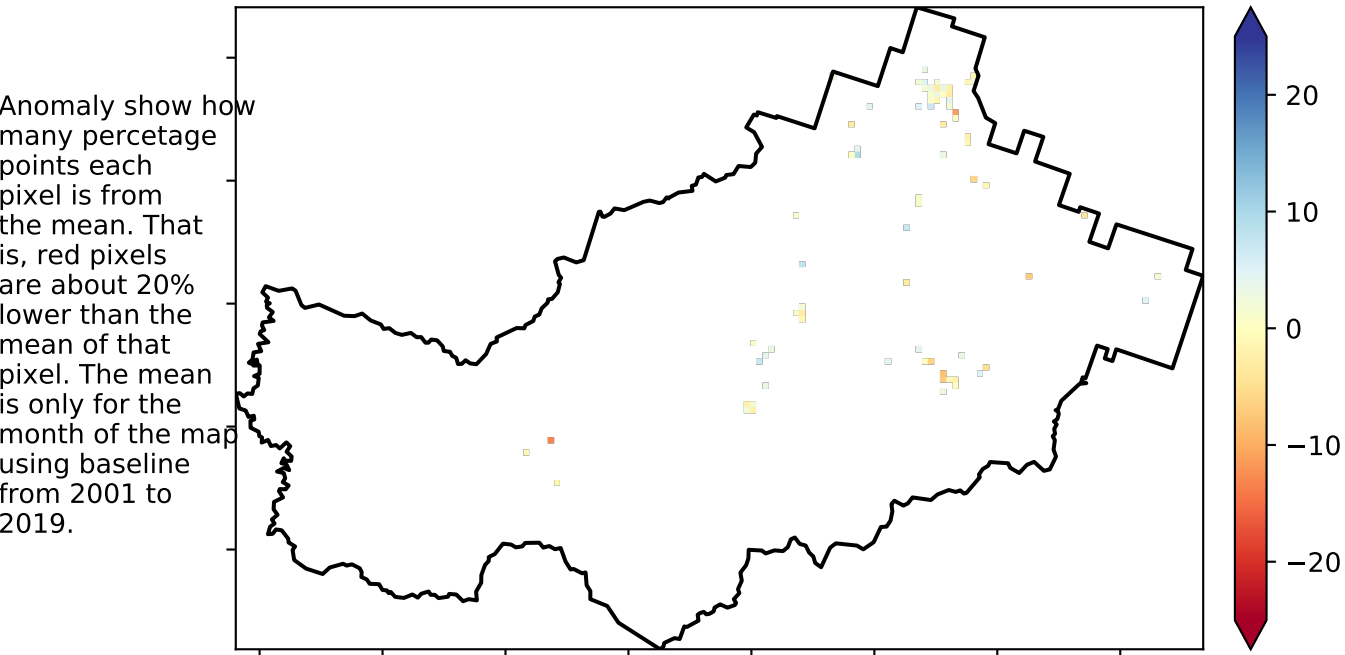 Anomaly show how
many percetage
points each
pixel is from
the mean. That
is, red pixels
are about 20%
lower than the
mean of that
pixel. The mean
is only for the
month of the map
using baseline
from 2001 to
2019.
20
10
0
−10
−20